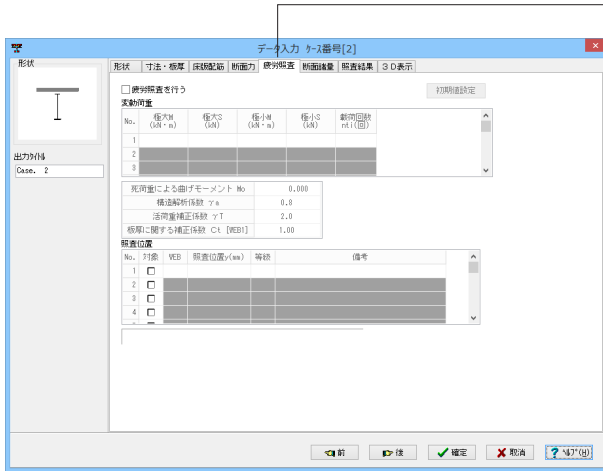 データ入力 ケース番号[2]
形状
出力タイトル
Case. 2
形状 寸法・板厚 床版配筋 断面力 疲労照査 断面諸量 照査結果 3D表示
疲労照査を行う 初期値設定
変動荷重
No. 極大M (kN・m) 極大S (kN) 極小M (kN・m) 極小S (kN) 載荷回数 nti(回)
1
2
3
死荷重による曲げモーメント Mo 0.000
構造解析係数 γa 0.8
活荷重補正係数 γT 2.0
板厚に関する補正係数 Ct [WEB1] 1.00
照査位置
No. 対象 WEB 照査位置y(mm) 等級 備考
1
2
3
4
前 後 確定 取消 ? ヘルプ(H)